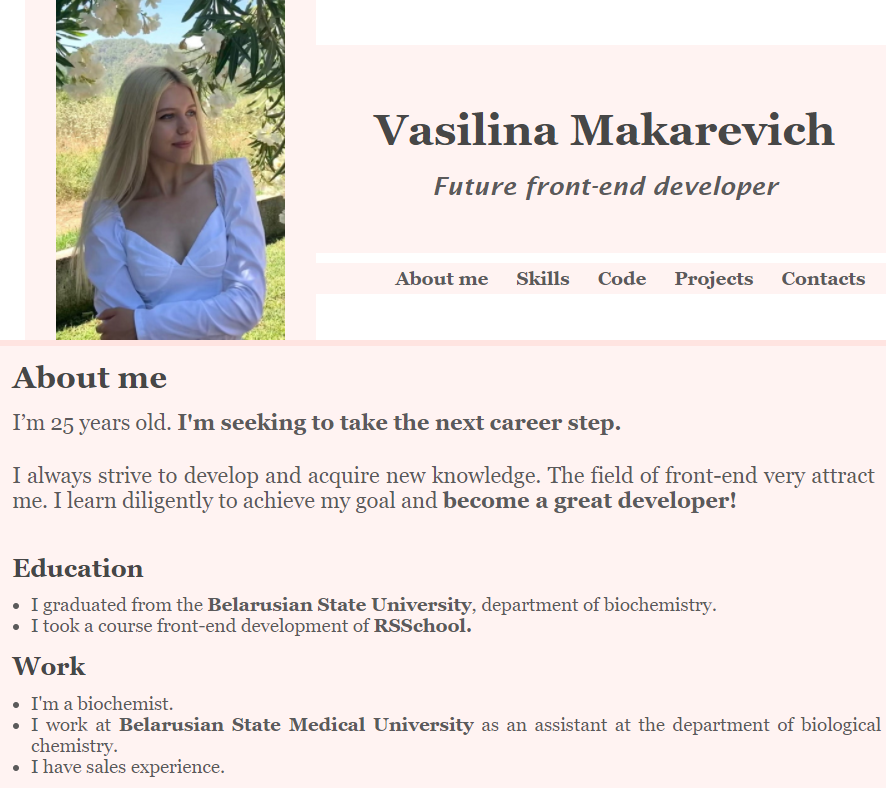 Vasilina Makarevich
Future front-end developer
About me Skills Code Projects Contacts
About me
I’m 25 years old. I'm seeking to take the next career step.
I always strive to develop and acquire new knowledge. The field of front-end very attract
me. I learn diligently to achieve my goal and become a great developer!
Education
• I graduated from the Belarusian State University, department of biochemistry.
• I took a course front-end development of RSSchool.
Work
• I'm a biochemist.
• I work at Belarusian State Medical University as an assistant at the department of biological
chemistry.
• I have sales experience.